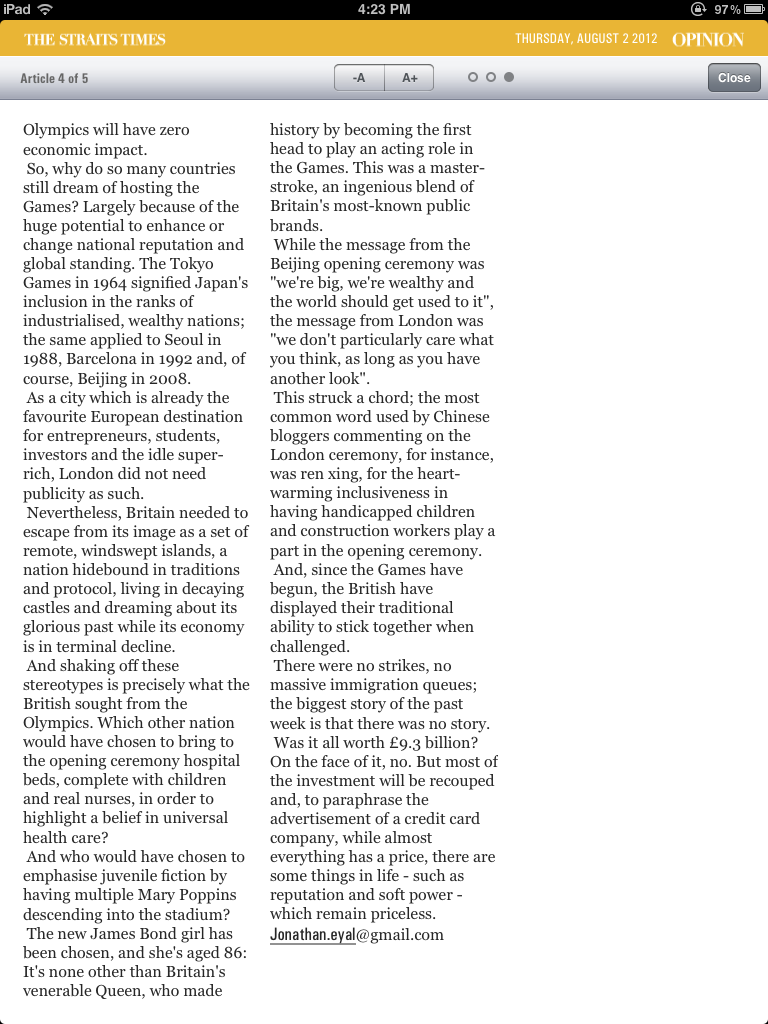 iPad
4:23 PM
97%
THE STRAITS TIMES
THURSDAY, AUGUST 2 2012
OPINION
Article 4 of 5
-A
A+
Close
Olympics will have zero
economic impact.
So, why do so many countries
still dream of hosting the
Games? Largely because of the
huge potential to enhance or
change national reputation and
global standing. The Tokyo
Games in 1964 signified Japan's
inclusion in the ranks of
industrialised, wealthy nations;
the same applied to Seoul in
1988, Barcelona in 1992 and, of
course, Beijing in 2008.
As a city which is already the
favourite European destination
for entrepreneurs, students,
investors and the idle super-
rich, London did not need
publicity as such.
Nevertheless, Britain needed to
escape from its image as a set of
remote, windswept islands, a
nation hidebound in traditions
and protocol, living in decaying
castles and dreaming about its
glorious past while its economy
is in terminal decline.
And shaking off these
stereotypes is precisely what the
British sought from the
Olympics. Which other nation
would have chosen to bring to
the opening ceremony hospital
beds, complete with children
and real nurses, in order to
highlight a belief in universal
health care?
And who would have chosen to
emphasise juvenile fiction by
having multiple Mary Poppins
descending into the stadium?
The new James Bond girl has
been chosen, and she's aged 86:
It's none other than Britain's
venerable Queen, who made
history by becoming the first
head to play an acting role in
the Games. This was a master-
stroke, an ingenious blend of
Britain's most-known public
brands.
While the message from the
Beijing opening ceremony was
"we're big, we're wealthy and
the world should get used to it",
the message from London was
"we don't particularly care what
you think, as long as you have
another look".
This struck a chord; the most
common word used by Chinese
bloggers commenting on the
London ceremony, for instance,
was ren xing, for the heart-
warming inclusiveness in
having handicapped children
and construction workers play a
part in the opening ceremony.
And, since the Games have
begun, the British have
displayed their traditional
ability to stick together when
challenged.
There were no strikes, no
massive immigration queues;
the biggest story of the past
week is that there was no story.
Was it all worth £9.3 billion?
On the face of it, no. But most of
the investment will be recouped
and, to paraphrase the
advertisement of a credit card
company, while almost
everything has a price, there are
some things in life - such as
reputation and soft power -
which remain priceless.
Jonathan.eyal@gmail.com